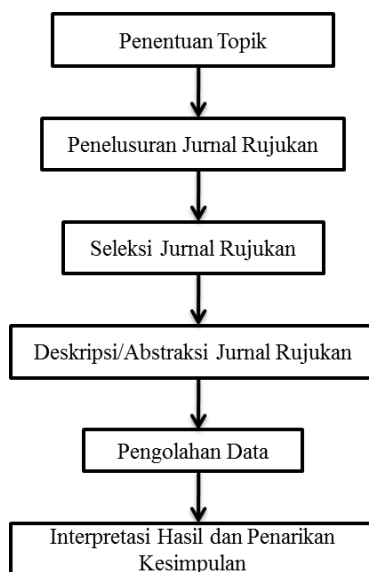 Penentuan Topik
Penelusuran Jurnal Rujukan
Seleksi Jurnal Rujukan
Deskripsi/Abstraksi Jurnal Rujukan
Pengolahan Data
Interpretasi Hasil dan Penarikan
Kesimpulan